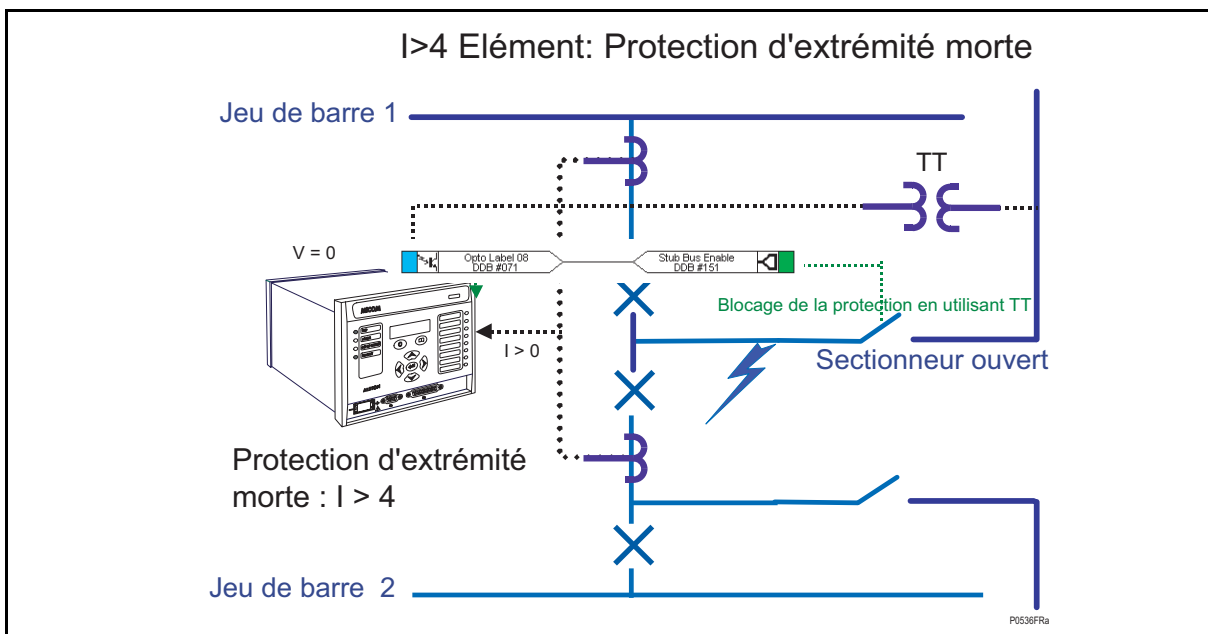 I>4 Elément: Protection d'extrémité morte
Jeu de barre 1
TT
V = 0
Opto Label 08
DDB #071
Stub Bus Enable
DDB #151
Blocage de la protection en utilisant TT
I > 0
Sectionneur ouvert
Protection d'extrémité
morte : I > 4
Jeu de barre 2
P0536FRa